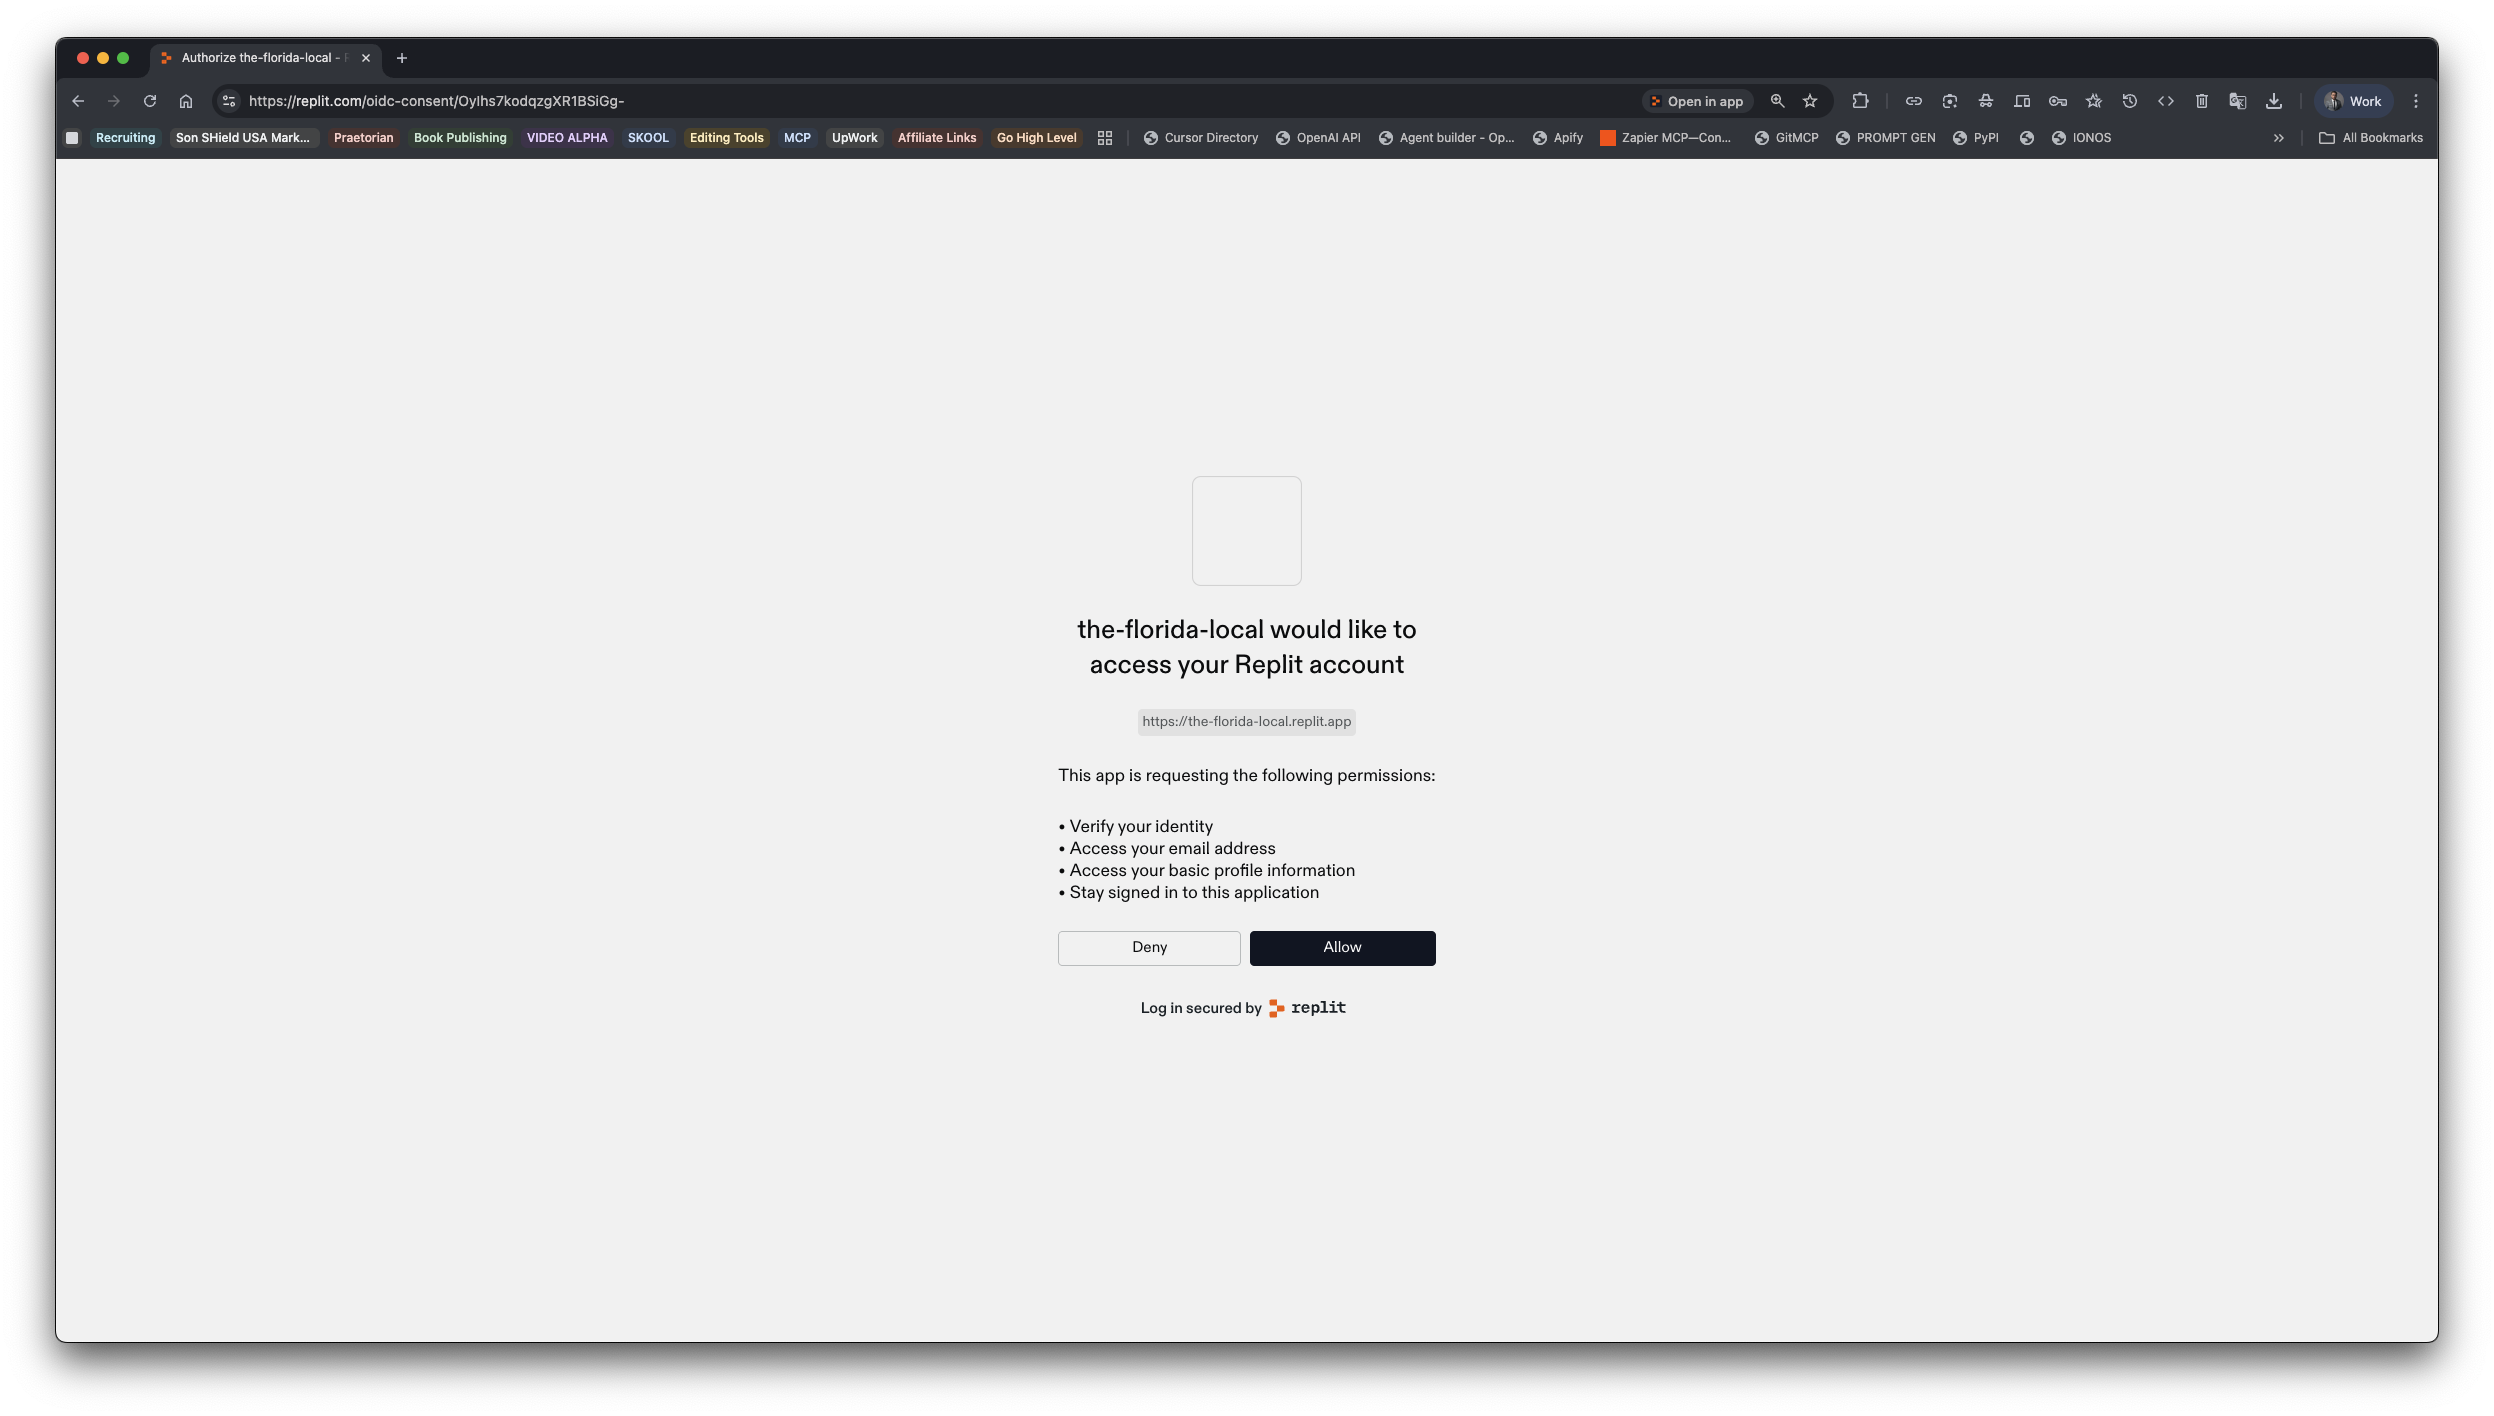 Authorize the-florida-local -
https://replit.com/oidc-consent/OyIhs7kodqzgXR1BSiGg-
Open in app
Work
Recruiting
Son SHield USA Mark...
Praetorian
Book Publishing
VIDEO ALPHA
SKOOL
Editing Tools
MCP
UpWork
Affiliate Links
Go High Level
Cursor Directory
OpenAI API
Agent builder - Op...
Apify
Zapier MCP—Con...
GitMCP
PROMPT GEN
PyPI
IONOS
All Bookmarks
the-florida-local would like to
access your Replit account
https://the-florida-local.replit.app
This app is requesting the following permissions:
• Verify your identity
• Access your email address
• Access your basic profile information
• Stay signed in to this application
Deny
Allow
Log in secured by replit